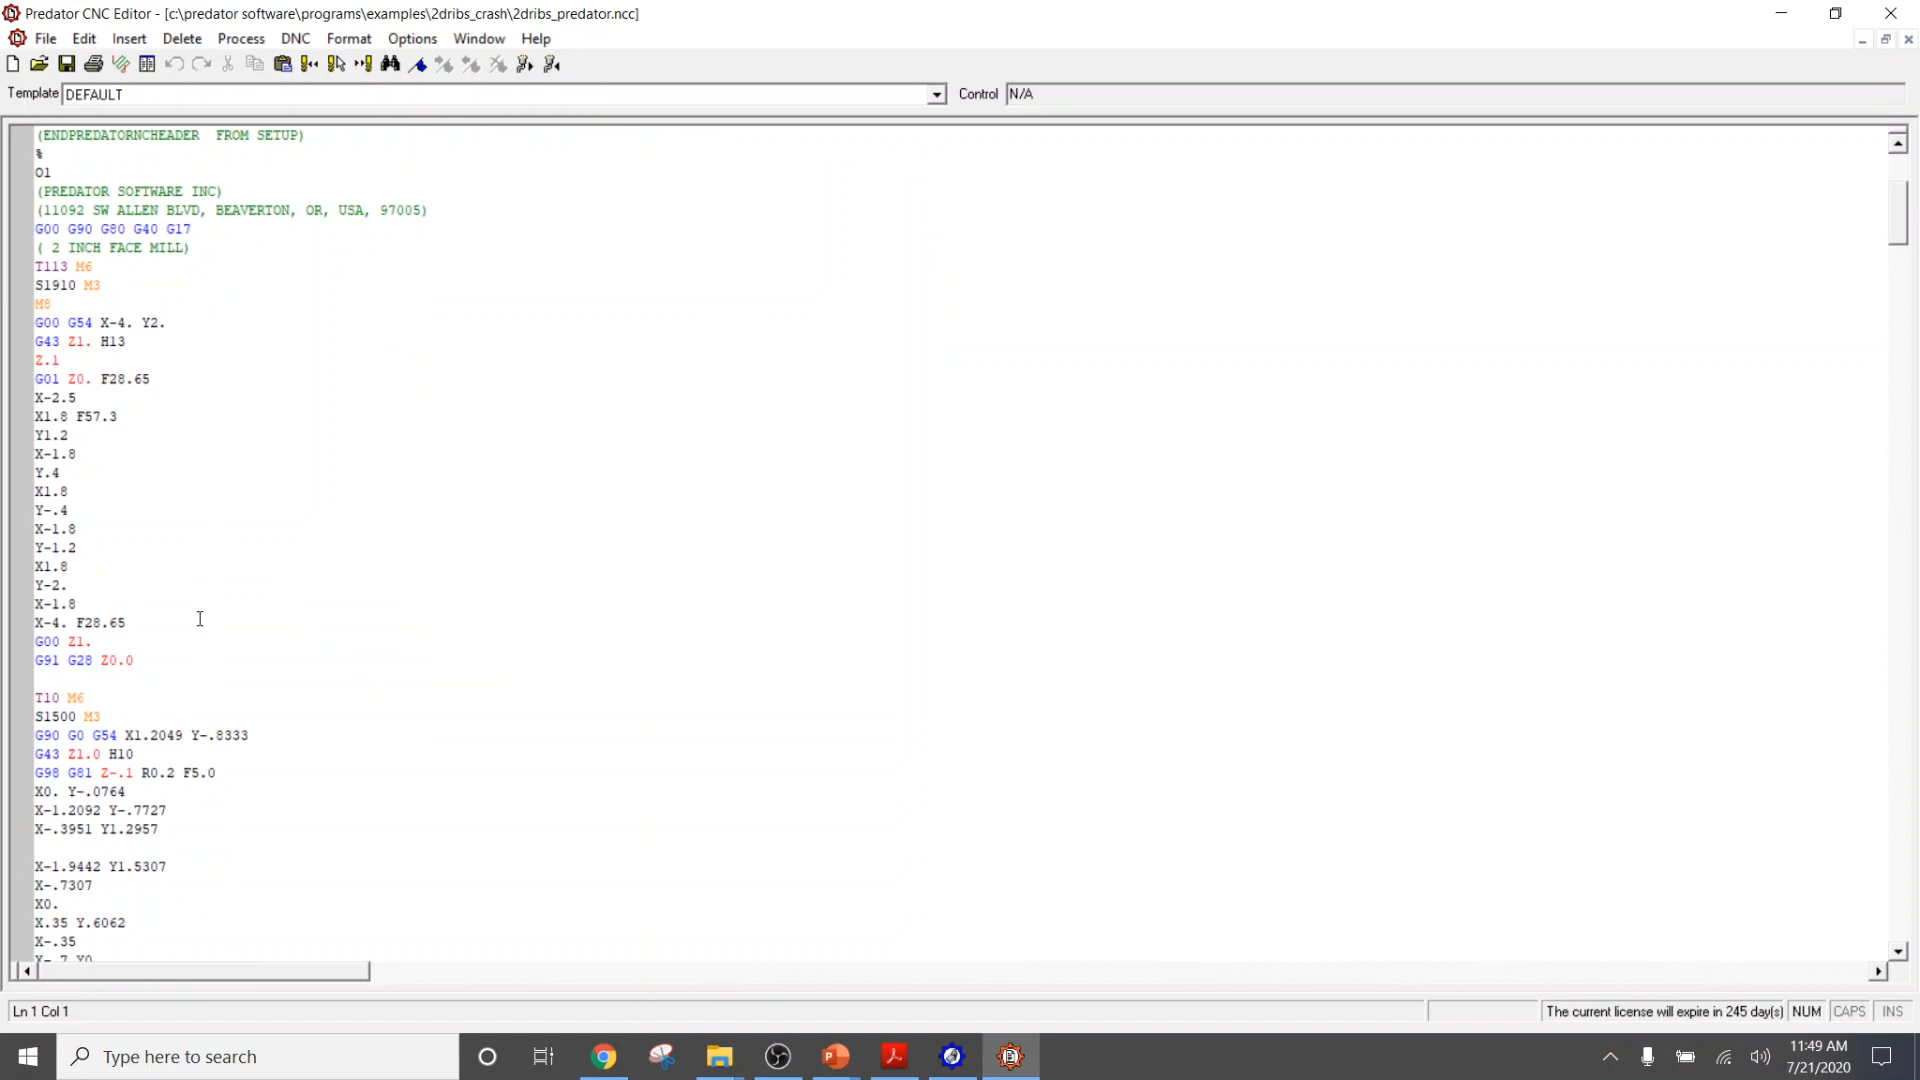 Predator CNC Editor - [c:\predator software\programs\examples\2dribs_crash\2dribs_predator.ncc]
File Edit Insert Delete Process DNC Format Options Window Help
Template DEFAULT Control N/A
(ENDPREDATORNCHEADER  FROM SETUP)
%
O1
(PREDATOR SOFTWARE INC)
(11092 SW ALLEN BLVD, BEAVERTON, OR, USA, 97005)
G00 G90 G80 G40 G17
( 2 INCH FACE MILL)
T113 M6
S1910 M3
M8
G00 G54 X-4. Y2.
G43 Z1. H13
Z.1
G01 Z0. F28.65
X-2.5
X1.8 F57.3
Y1.2
X-1.8
Y.4
X1.8
Y-.4
X-1.8
Y-1.2
X1.8
Y-2.
X-1.8
X-4. F28.65
G00 Z1.
G91 G28 Z0.0
T10 M6
S1500 M3
G90 G0 G54 X1.2049 Y-.8333
G43 Z1.0 H10
G98 G81 Z-.1 R0.2 F5.0
X0. Y-.0764
X-1.2092 Y-.7727
X-.3951 Y1.2957
X-1.9442 Y1.5307
X-.7307
X0.
X.35 Y.6062
X-.35
Ln 1 Col 1 The current license will expire in 245 day(s) NUM CAPS INS
Type here to search
11:49 AM
7/21/2020